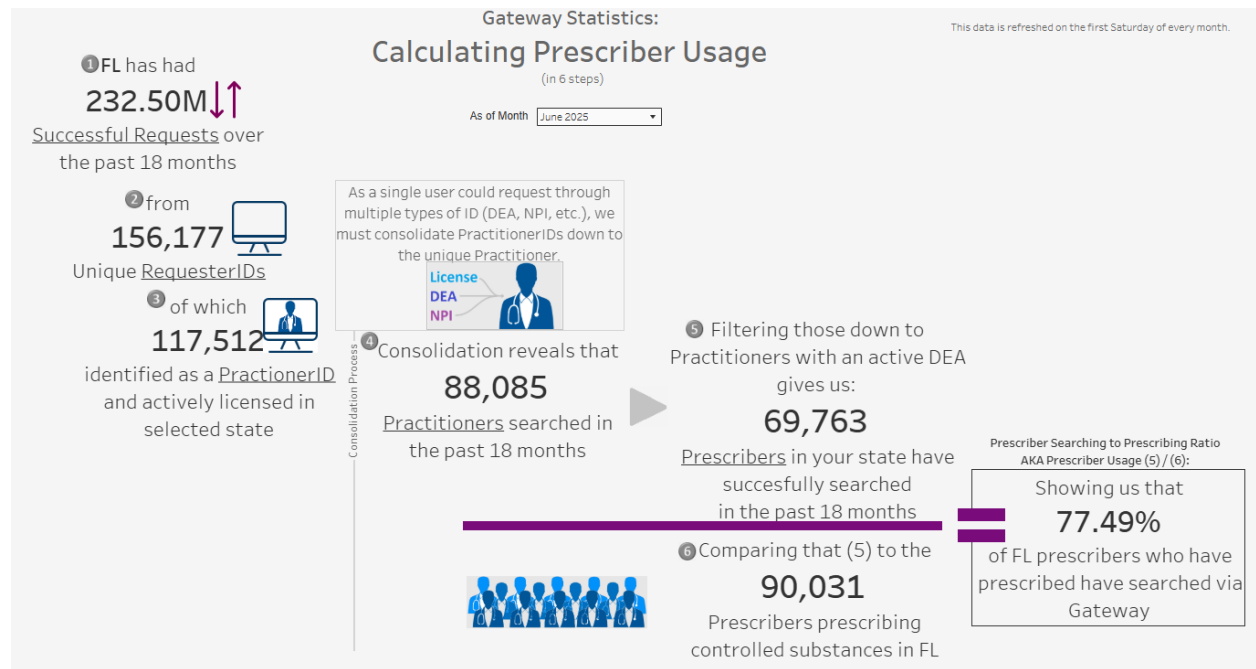 Gateway Statistics:
Calculating Prescriber Usage
(in 6 steps)
This data is refreshed on the first Saturday of every month.
As of Month June 2025
1 FL has had
232.50M
Successful Requests over
the past 18 months
2 from
156,177
Unique RequesterIDs
3 of which
117,512
identified as a PractionerID
and actively licensed in
selected state
As a single user could request through
multiple types of ID (DEA, NPI, etc.), we
must consolidate PractitionerIDs down to
the unique Practitioner.
License
DEA
NPI
Consolidation Process
4 Consolidation reveals that
88,085
Practitioners searched in
the past 18 months
5 Filtering those down to
Practitioners with an active DEA
gives us:
69,763
Prescribers in your state have
succesfully searched
in the past 18 months
6 Comparing that (5) to the
90,031
Prescribers prescribing
controlled substances in FL
Prescriber Searching to Prescribing Ratio
AKA Prescriber Usage (5) / (6):
Showing us that
77.49%
of FL prescribers who have
prescribed have searched via
Gateway